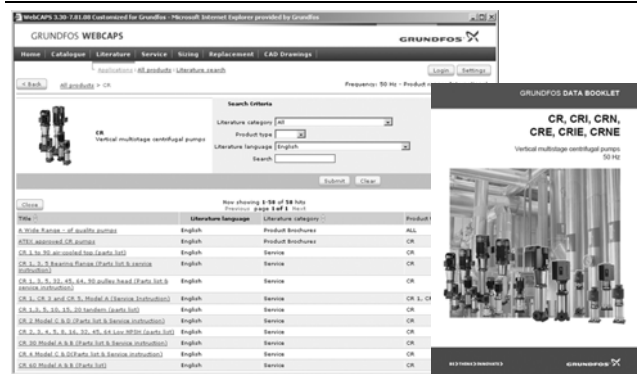 WebCAPS 3.30-7.01.08 Customized for Grundfos - Microsoft Internet Explorer provided by Grundfos
GRUNDFOS WEBCAPS
GRUNDFOS
Home Catalogue Literature Service Sizing Replacement CAD Drawings
Applications › All products › Literature search
Login Settings
< Back All products > CR
Frequency: 50 Hz - Product
Search Criteria
Literature category All
CR
Vertical multistage centrifugal pumps
Product type
Literature language English
Search
Submit Clear
Close
Now showing 1-58 of 58 hits
Previous page 1 of 1 Next
Title Literature language Literature category Product
A Wide Range - of quality pumps English Product brochures ALL
ATEX approved CR pumps English Product brochures CR
CR 1 to 90 air-cooled top (parts list) English Service CR
CR 1, 3, 5 Bearing flange (Parts list & service instruction) English Service CR
CR 1, 3, 5, 32, 45, 64, 90 pulley head (Parts list & service instruction) English Service CR
CR 1, CR 3 and CR 5, Model A (Service Instruction) English Service CR 1, CR
CR 1,3, 5, 10, 15, 20 tandem (parts list) English Service CR
CR 2 Model C & D (Parts list & Service instruction) English Service CR
CR 2, 3, 4, 5, 8, 16, 32, 45, 64 Low NPSH (parts list) English Service CR
CR 30 Model A & B (Parts list & Service instruction) English Service CR
CR 4 Model C & D(Parts list & Service instruction) English Service CR
CR 60 Model A & B (Parts list) English Service CR
GRUNDFOS DATA BOOKLET
CR, CRI, CRN,
CRE, CRIE, CRNE
Vertical multistage centrifugal pumps
50 Hz
BE>THINK>INNOVATE>
GRUNDFOS